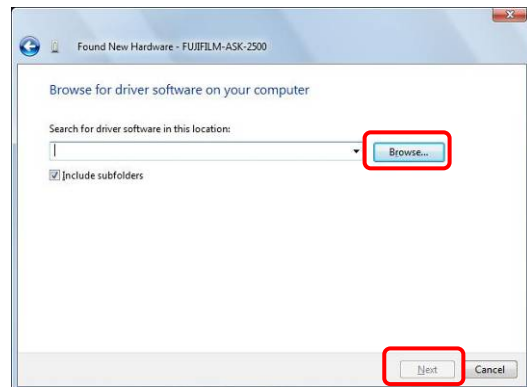 Found New Hardware - FUJIFILM-ASK-2500
Browse for driver software on your computer
Search for driver software in this location:
Browse...
Include subfolders
Next Cancel